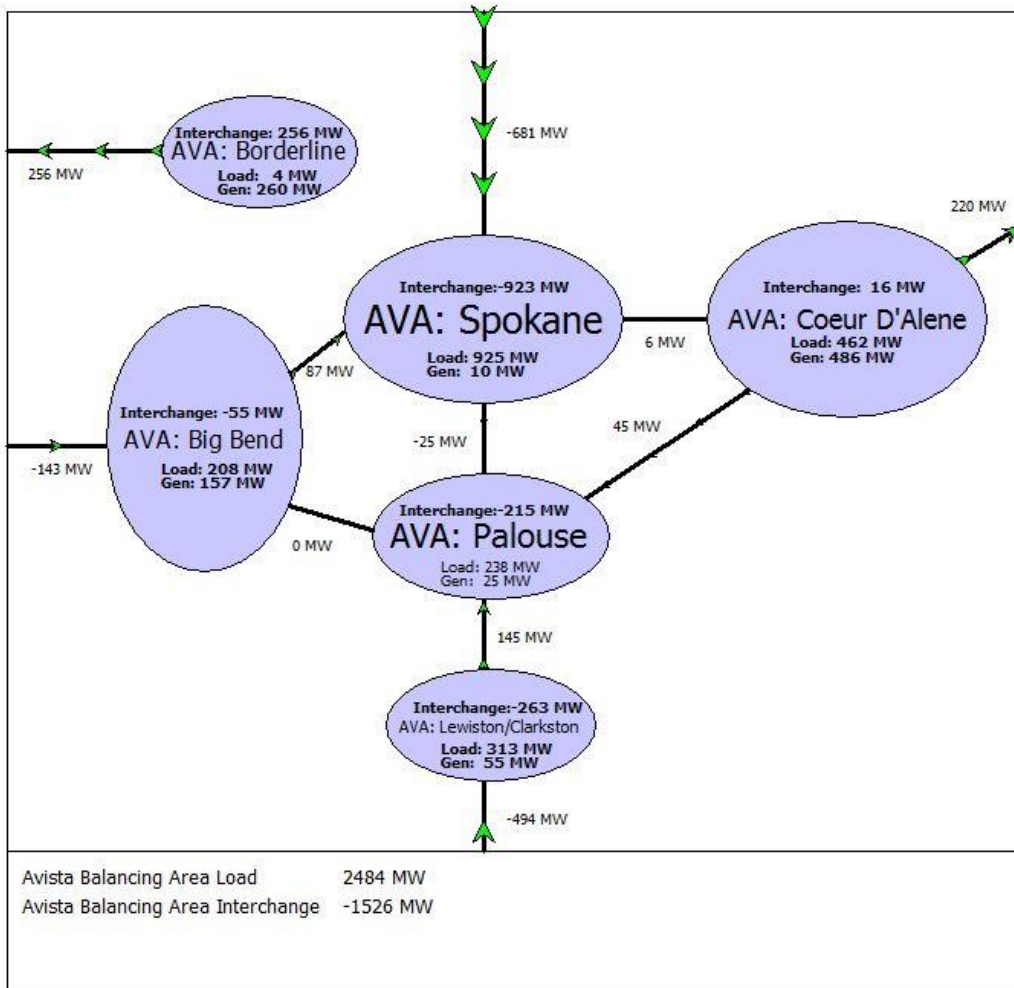 -681 MW
Interchange: 256 MW
AVA: Borderline
Load: 4 MW
Gen: 260 MW
256 MW
220 MW
Interchange:-923 MW
AVA: Spokane
Load: 925 MW
Gen: 10 MW
Interchange: 16 MW
AVA: Coeur D'Alene
Load: 462 MW
Gen: 486 MW
6 MW
87 MW
Interchange: -55 MW
AVA: Big Bend
Load: 208 MW
Gen: 157 MW
-143 MW
-25 MW
45 MW
0 MW
Interchange:-215 MW
AVA: Palouse
Load: 238 MW
Gen: 25 MW
145 MW
Interchange:-263 MW
AVA: Lewiston/Clarkston
Load: 313 MW
Gen: 55 MW
-494 MW
Avista Balancing Area Load 2484 MW
Avista Balancing Area Interchange -1526 MW